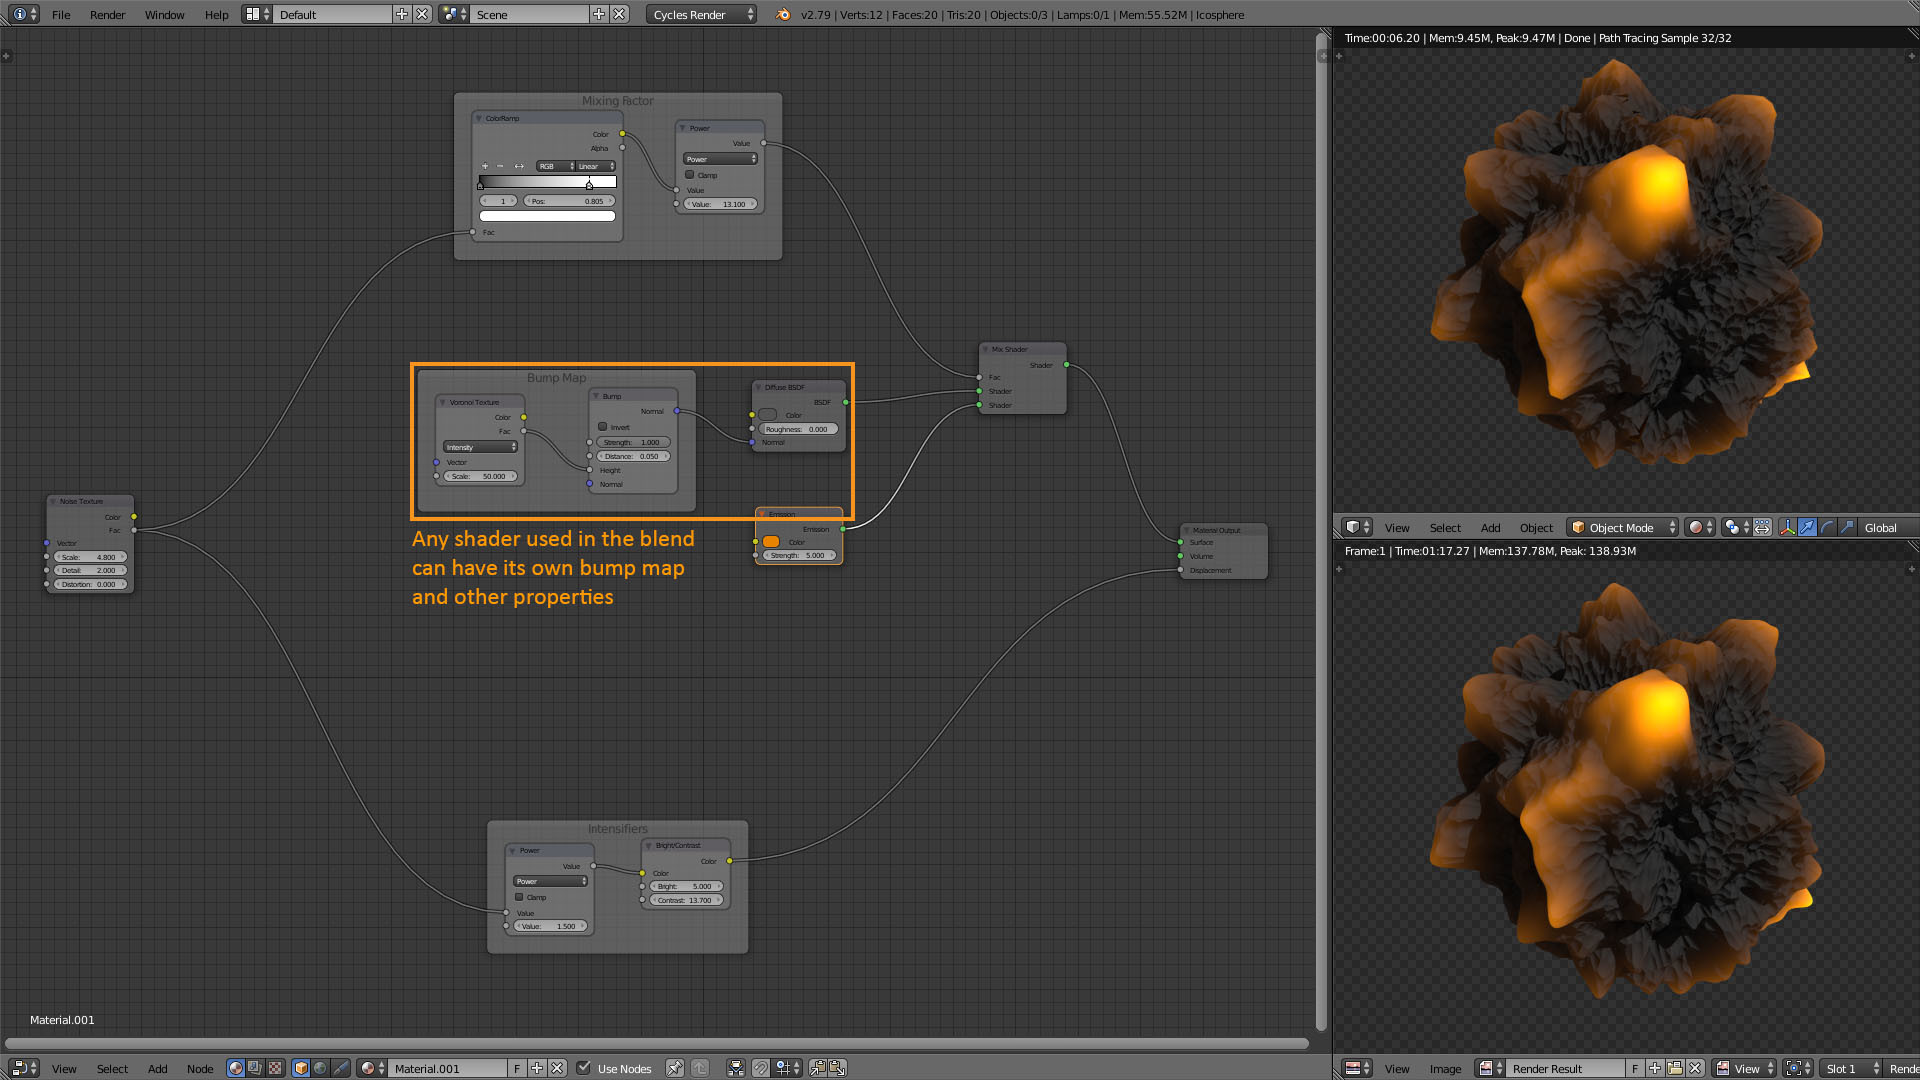 File Render Window Help Default Scene Cycles Render v2.79 | Verts:12 | Faces:20 | Tris:20 | Objects:0/3 | Lamps:0/1 | Mem:55.52M | Icosphere
Mixing Factor
ColorRamp
Color
Alpha
RGB Linear
1 Pos: 0.805
Fac
Power
Value
Power
Clamp
Value
Value: 13.100
Bump Map
Voronoi Texture
Color
Fac
Intensity
Vector
Scale: 50.000
Bump
Normal
Invert
Strength: 1.000
Distance: 0.050
Height
Normal
Diffuse BSDF
BSDF
Color
Roughness: 0.000
Normal
Mix Shader
Shader
Fac
Shader
Shader
Noise Texture
Color
Fac
Vector
Scale: 4.800
Detail: 2.000
Distortion: 0.000
Any shader used in the blend
can have its own bump map
and other properties
Emission
Emission
Color
Strength: 5.000
Material Output
Surface
Volume
Displacement
Intensifiers
Power
Value
Power
Clamp
Value
Value: 1.500
Bright/Contrast
Color
Color
Bright: 5.000
Contrast: 13.700
Material.001
View Select Add Node Material.001 F Use Nodes
Time:00:06.20 | Mem:9.45M, Peak:9.47M | Done | Path Tracing Sample 32/32
View Select Add Object Object Mode Global
Frame:1 | Time:01:17.27 | Mem:137.78M, Peak: 138.93M
View Image Render Result F View Slot 1 Rende